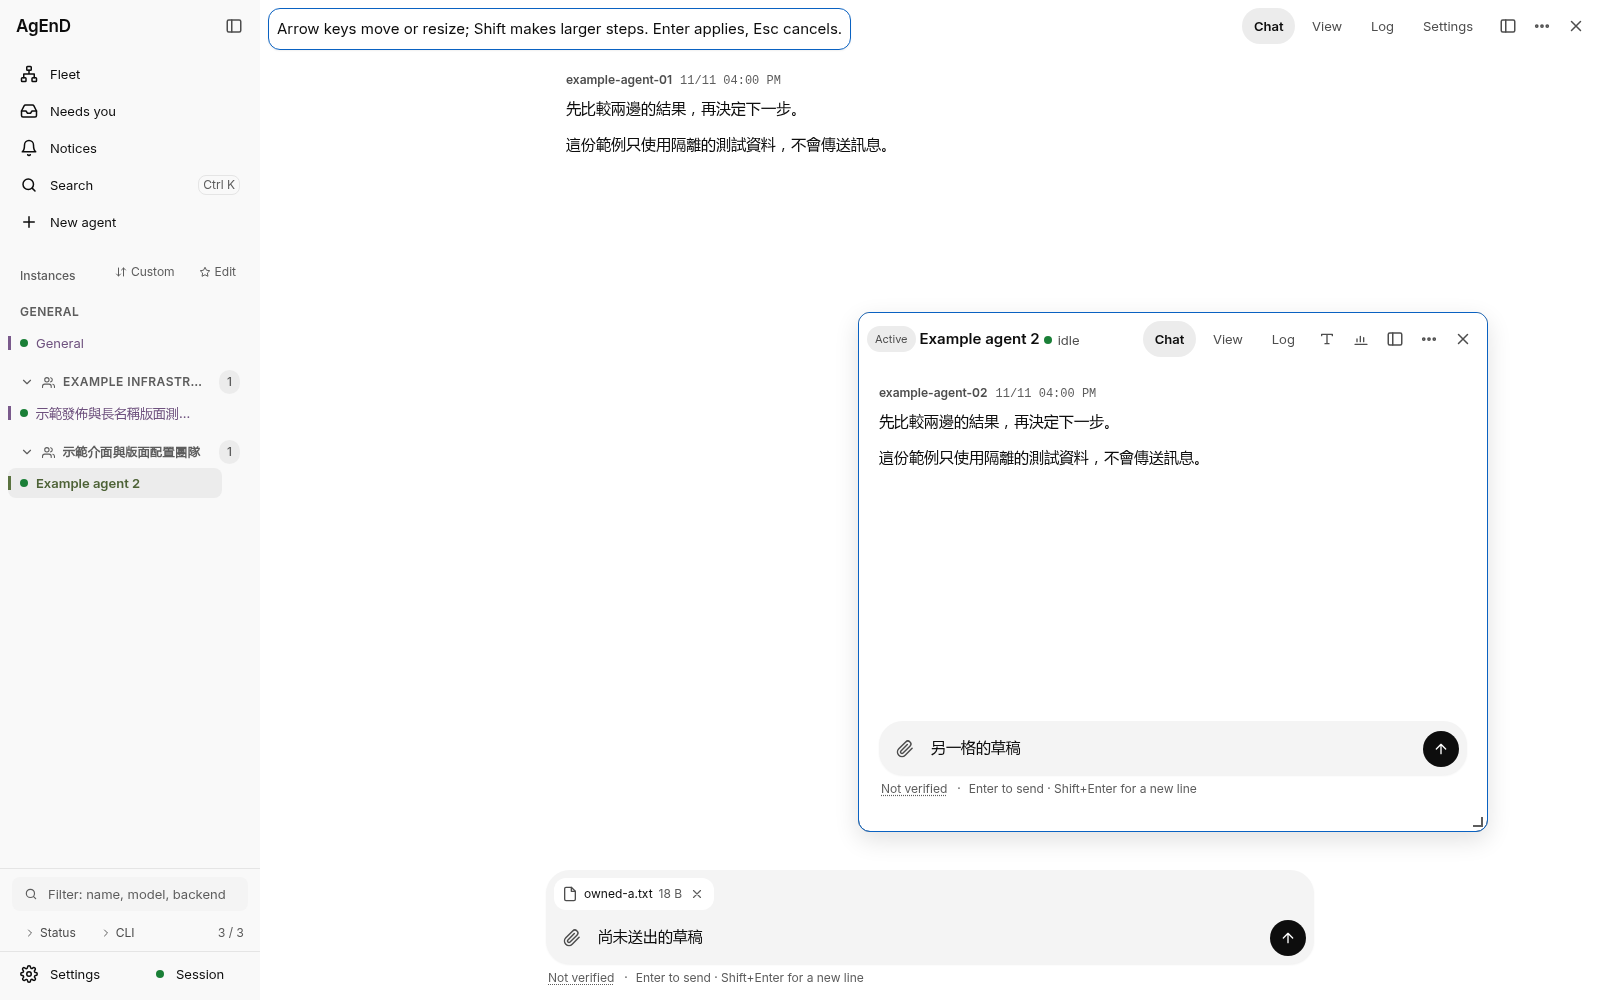 AgEnD
Fleet
Needs you
Notices
Search Ctrl K
New agent
Instances Custom Edit
GENERAL
General
EXAMPLE INFRASTR... 1
示範發佈與長名稱版面測...
示範介面與版面配置團隊 1
Example agent 2
Filter: name, model, backend
Status CLI 3 / 3
Settings Session
Arrow keys move or resize; Shift makes larger steps. Enter applies, Esc cancels.
Chat View Log Settings
example-agent-01 11/11 04:00 PM
先比較兩邊的結果，再決定下一步。
這份範例只使用隔離的測試資料，不會傳送訊息。
Active Example agent 2 idle Chat View Log
example-agent-02 11/11 04:00 PM
先比較兩邊的結果，再決定下一步。
這份範例只使用隔離的測試資料，不會傳送訊息。
另一格的草稿
Not verified · Enter to send · Shift+Enter for a new line
owned-a.txt 18 B
尚未送出的草稿
Not verified · Enter to send · Shift+Enter for a new line